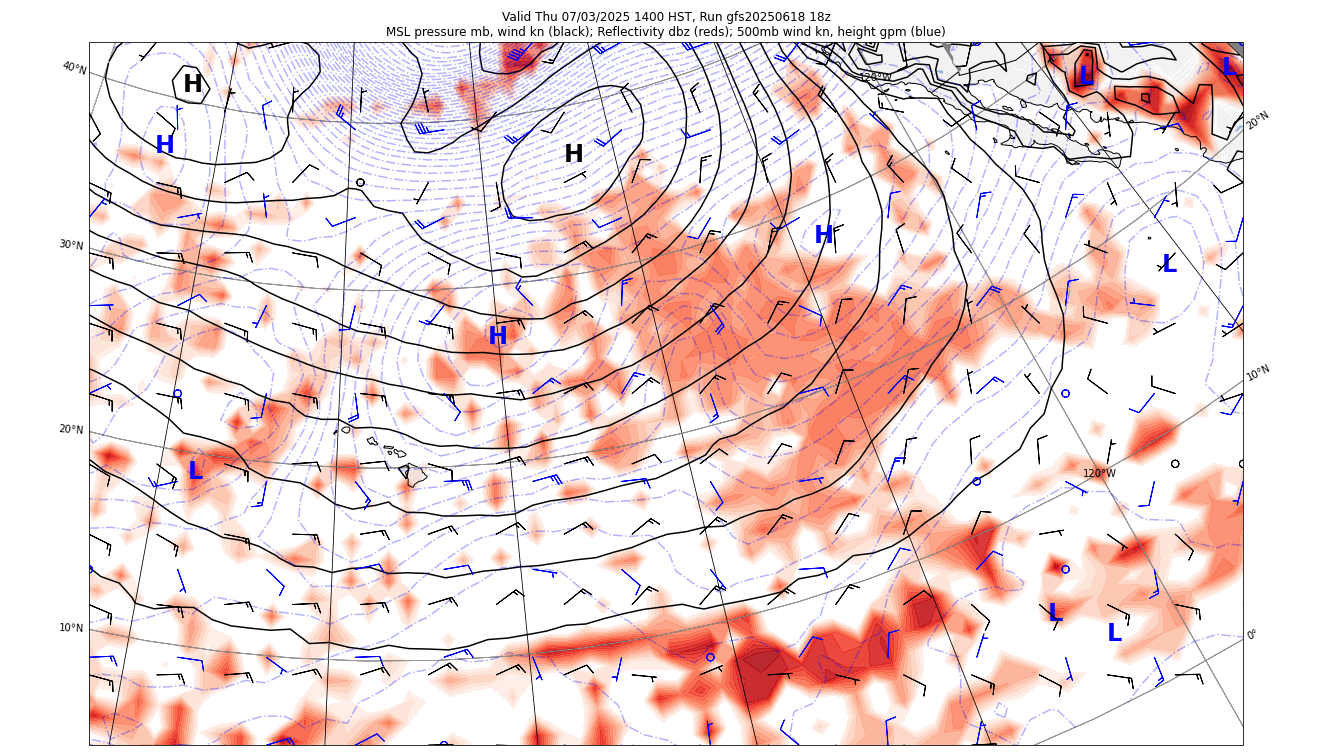 Valid Thu 07/03/2025 1400 HST, Run gfs20250618 18z
MSL pressure mb, wind kn (black); Reflectivity dbz (reds); 500mb wind kn, height gpm (blue)
40°N
H
L
L
120°W
20°N
H
H
30°N
H
L
H
10°N
20°N
L
120°W
10°N
L
L
0°